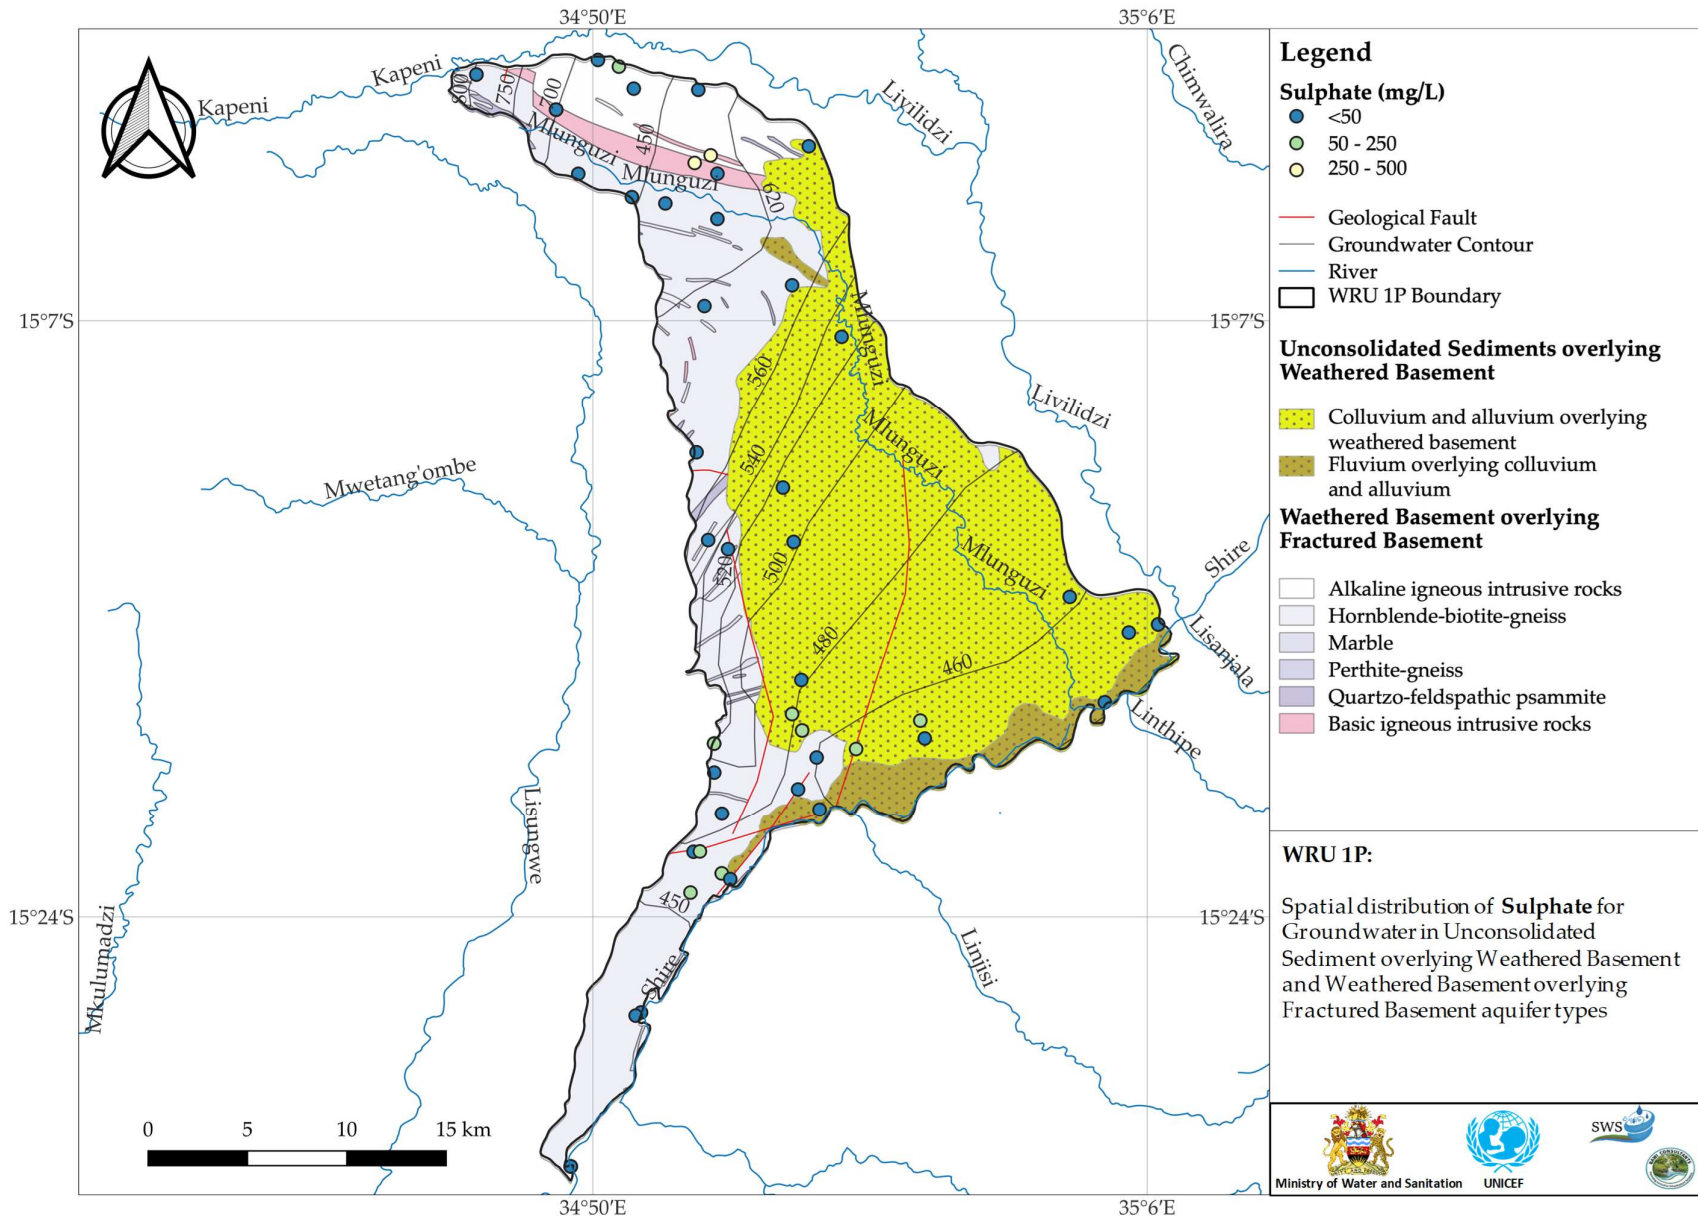 34°50′E
35°6′E
Kapeni
Kapeni
800
750
700
450
Mlunguzi
Mlunguzi
620
Livilidzi
Chimwalira
15°7′S
15°7′S
Mlunguzi
560
Livilidzi
Mlunguzi
540
Mwetang'ombe
520
500
Mlunguzi
Shire
480
460
Lisanjala
Linthipe
Lisungwe
450
Mkulumadzi
15°24′S
15°24′S
Shire
Linjisi
0 5 10 15 km
34°50′E
35°6′E
Legend
Sulphate (mg/L)
<50
50 - 250
250 - 500
Geological Fault
Groundwater Contour
River
WRU 1P Boundary
Unconsolidated Sediments overlying
Weathered Basement
Colluvium and alluvium overlying
weathered basement
Fluvium overlying colluvium
and alluvium
Waethered Basement overlying
Fractured Basement
Alkaline igneous intrusive rocks
Hornblende-biotite-gneiss
Marble
Perthite-gneiss
Quartzo-feldspathic psammite
Basic igneous intrusive rocks
WRU 1P:
Spatial distribution of Sulphate for
Groundwater in Unconsolidated
Sediment overlying Weathered Basement
and Weathered Basement overlying
Fractured Basement aquifer types
SWS
Ministry of Water and Sanitation
UNICEF